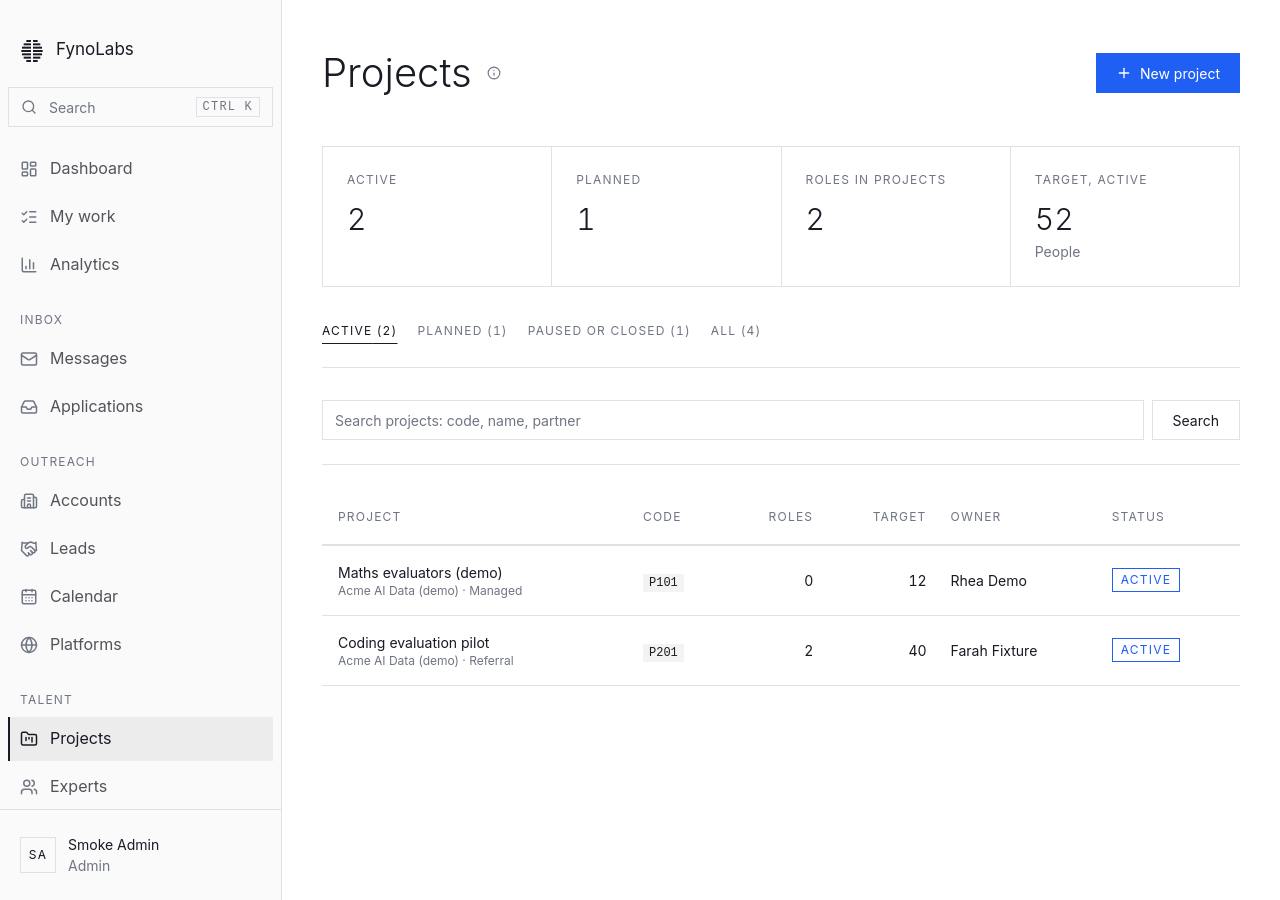 FynoLabs
Search CTRL K
Dashboard
My work
Analytics
INBOX
Messages
Applications
OUTREACH
Accounts
Leads
Calendar
Platforms
TALENT
Projects
Experts
SA
Smoke Admin
Admin
Projects
New project
ACTIVE
2
PLANNED
1
ROLES IN PROJECTS
2
TARGET, ACTIVE
52
People
ACTIVE (2) PLANNED (1) PAUSED OR CLOSED (1) ALL (4)
Search projects: code, name, partner Search
PROJECT CODE ROLES TARGET OWNER STATUS
Maths evaluators (demo) P101 0 12 Rhea Demo ACTIVE
Acme AI Data (demo) · Managed
Coding evaluation pilot P201 2 40 Farah Fixture ACTIVE
Acme AI Data (demo) · Referral